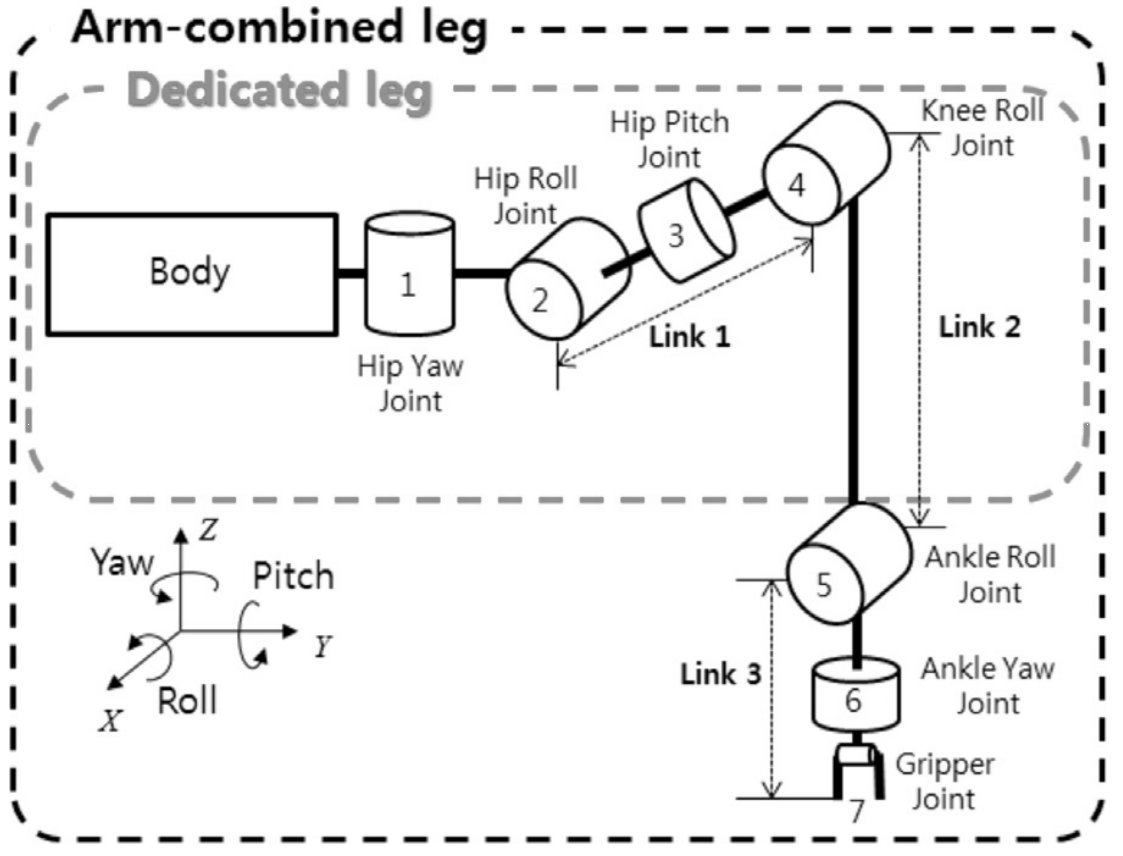 Arm-combined leg
Dedicated leg
Knee Roll
Joint
Hip Pitch
Joint
Hip Roll
Joint
4
3
Body
1
2
Link 1
Link 2
Hip Yaw
Joint
Z
Yaw
Pitch
Y
Roll
X
5
Ankle Roll
Joint
Link 3
6
Ankle Yaw
Joint
Gripper
Joint
7